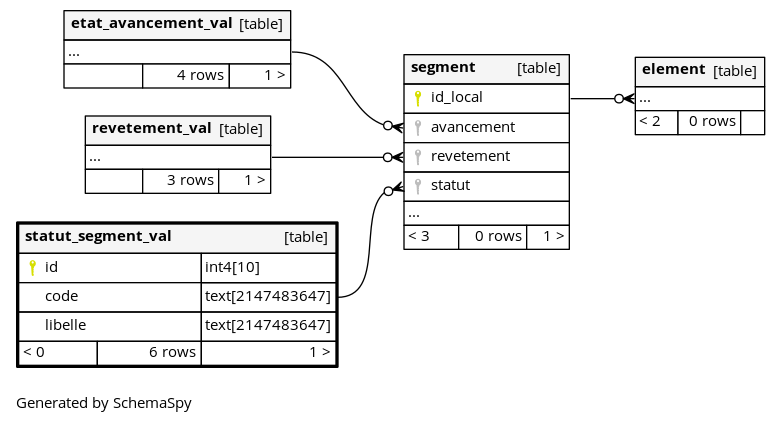 etat_avancement_val [table]
...
4 rows 1 >
revetement_val [table]
...
3 rows 1 >
statut_segment_val [table]
id int4[10]
code text[2147483647]
libelle text[2147483647]
< 0 6 rows 1 >
segment [table]
id_local
avancement
revetement
statut
...
< 3 0 rows 1 >
element [table]
...
< 2 0 rows
Generated by SchemaSpy